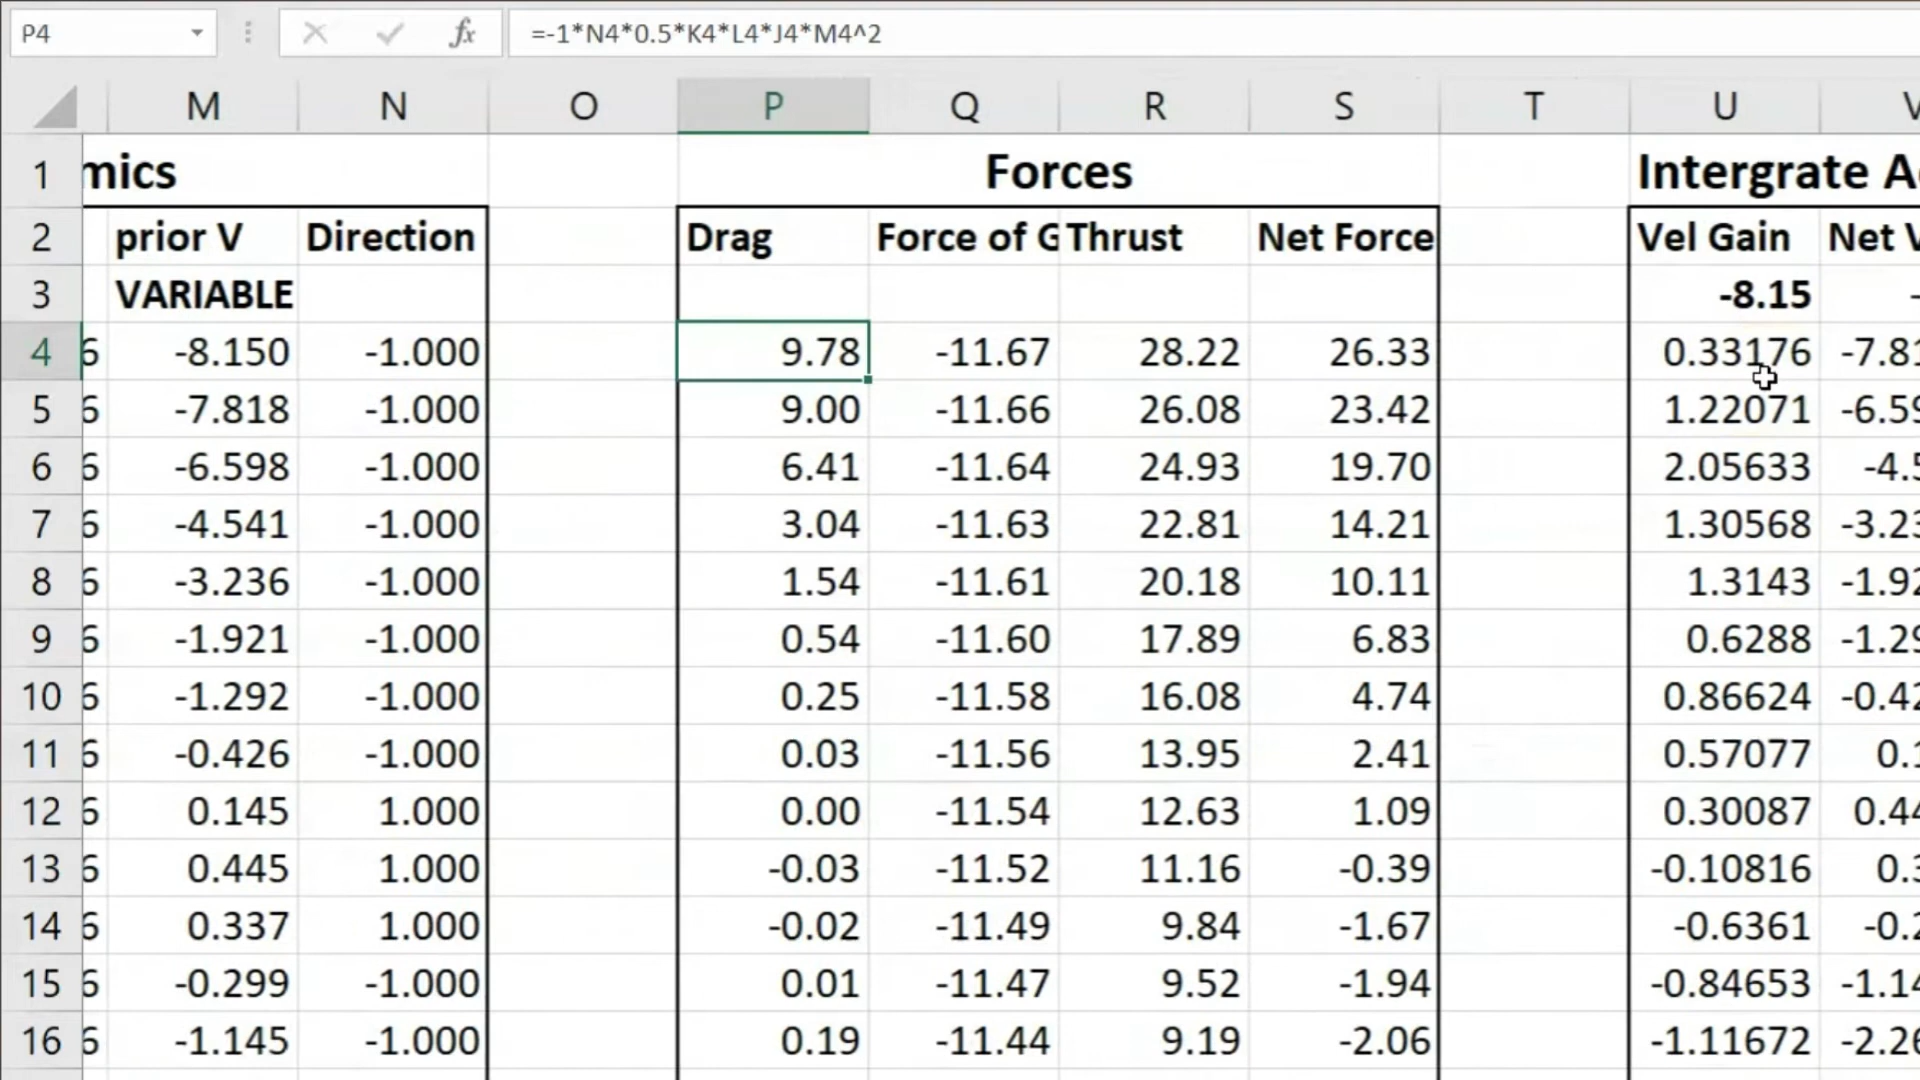 P4 fx =-1*N4*0.5*K4*L4*J4*M4^2
M N O P Q R S T U V
1 mics Forces Intergrate A
2 prior V Direction Drag Force of G Thrust Net Force Vel Gain Net V
3 VARIABLE -8.15 -
4 6 -8.150 -1.000 9.78 -11.67 28.22 26.33 0.33176 -7.81
5 6 -7.818 -1.000 9.00 -11.66 26.08 23.42 1.22071 -6.59
6 6 -6.598 -1.000 6.41 -11.64 24.93 19.70 2.05633 -4.5
7 6 -4.541 -1.000 3.04 -11.63 22.81 14.21 1.30568 -3.23
8 6 -3.236 -1.000 1.54 -11.61 20.18 10.11 1.3143 -1.92
9 6 -1.921 -1.000 0.54 -11.60 17.89 6.83 0.6288 -1.29
10 6 -1.292 -1.000 0.25 -11.58 16.08 4.74 0.86624 -0.42
11 6 -0.426 -1.000 0.03 -11.56 13.95 2.41 0.57077 0.1
12 6 0.145 1.000 0.00 -11.54 12.63 1.09 0.30087 0.44
13 6 0.445 1.000 -0.03 -11.52 11.16 -0.39 -0.10816 0.3
14 6 0.337 1.000 -0.02 -11.49 9.84 -1.67 -0.6361 -0.2
15 6 -0.299 -1.000 0.01 -11.47 9.52 -1.94 -0.84653 -1.14
16 6 -1.145 -1.000 0.19 -11.44 9.19 -2.06 -1.11672 -2.26